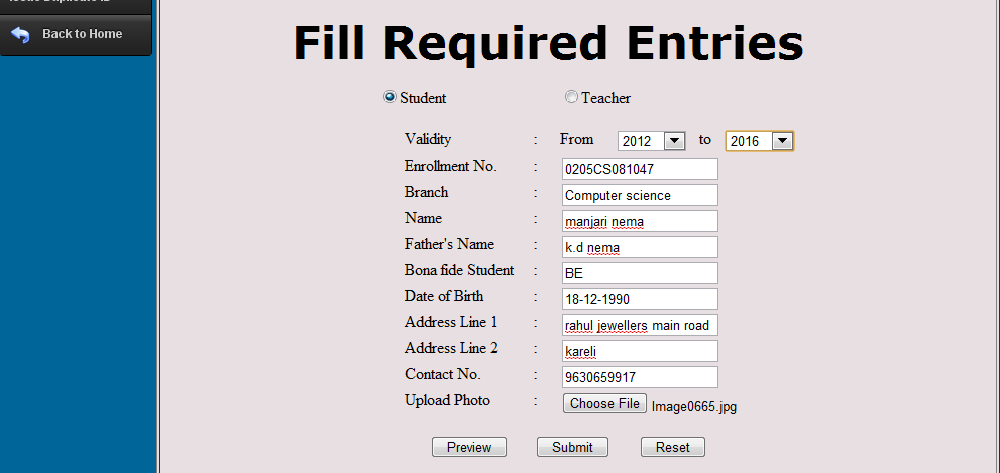 Back to Home
Fill Required Entries
Student Teacher
Validity : From 2012 to 2016
Enrollment No. : 0205CS081047
Branch : Computer science
Name : manjari nema
Father's Name : k.d nema
Bona fide Student : BE
Date of Birth : 18-12-1990
Address Line 1 : rahul jewellers main road
Address Line 2 : kareli
Contact No. : 9630659917
Upload Photo : Choose File Image0665.jpg
Preview Submit Reset